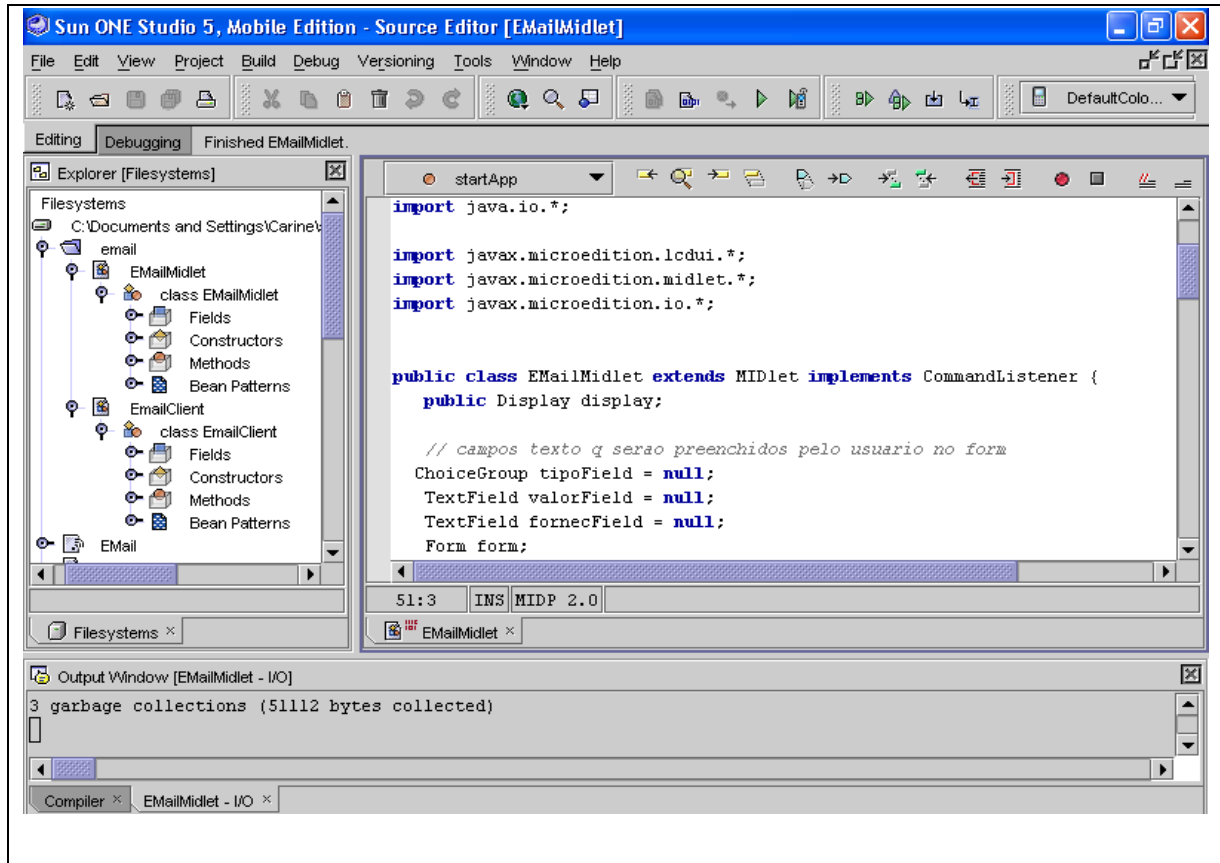 Sun ONE Studio 5, Mobile Edition - Source Editor [EMailMidlet]
File Edit View Project Build Debug Versioning Tools Window Help
DefaultColo...
Editing Debugging Finished EMailMidlet.
Explorer [Filesystems]
Filesystems
C:\Documents and Settings\Carine\
email
EMailMidlet
class EMailMidlet
Fields
Constructors
Methods
Bean Patterns
EmailClient
class EmailClient
Fields
Constructors
Methods
Bean Patterns
EMail
Filesystems
startApp
import java.io.*;
import javax.microedition.lcdui.*;
import javax.microedition.midlet.*;
import javax.microedition.io.*;
public class EMailMidlet extends MIDlet implements CommandListener {
public Display display;
// campos texto q serao preenchidos pelo usuario no form
ChoiceGroup tipoField = null;
TextField valorField = null;
TextField fornecField = null;
Form form;
51:3 INS MIDP 2.0
EMailMidlet
Output Window [EMailMidlet - I/O]
3 garbage collections (51112 bytes collected)
Compiler EMailMidlet - I/O